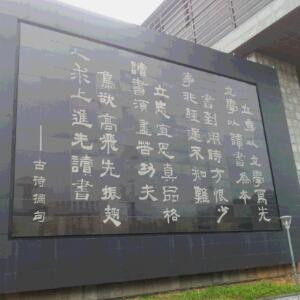 立身以立學為先
立學以讀書為本
書到用時方恨少
事非經過不知難
立志宜思真品格
讀書須盡苦功夫
鳥欲高飛先振翅
人求上進先讀書
——古诗摘句